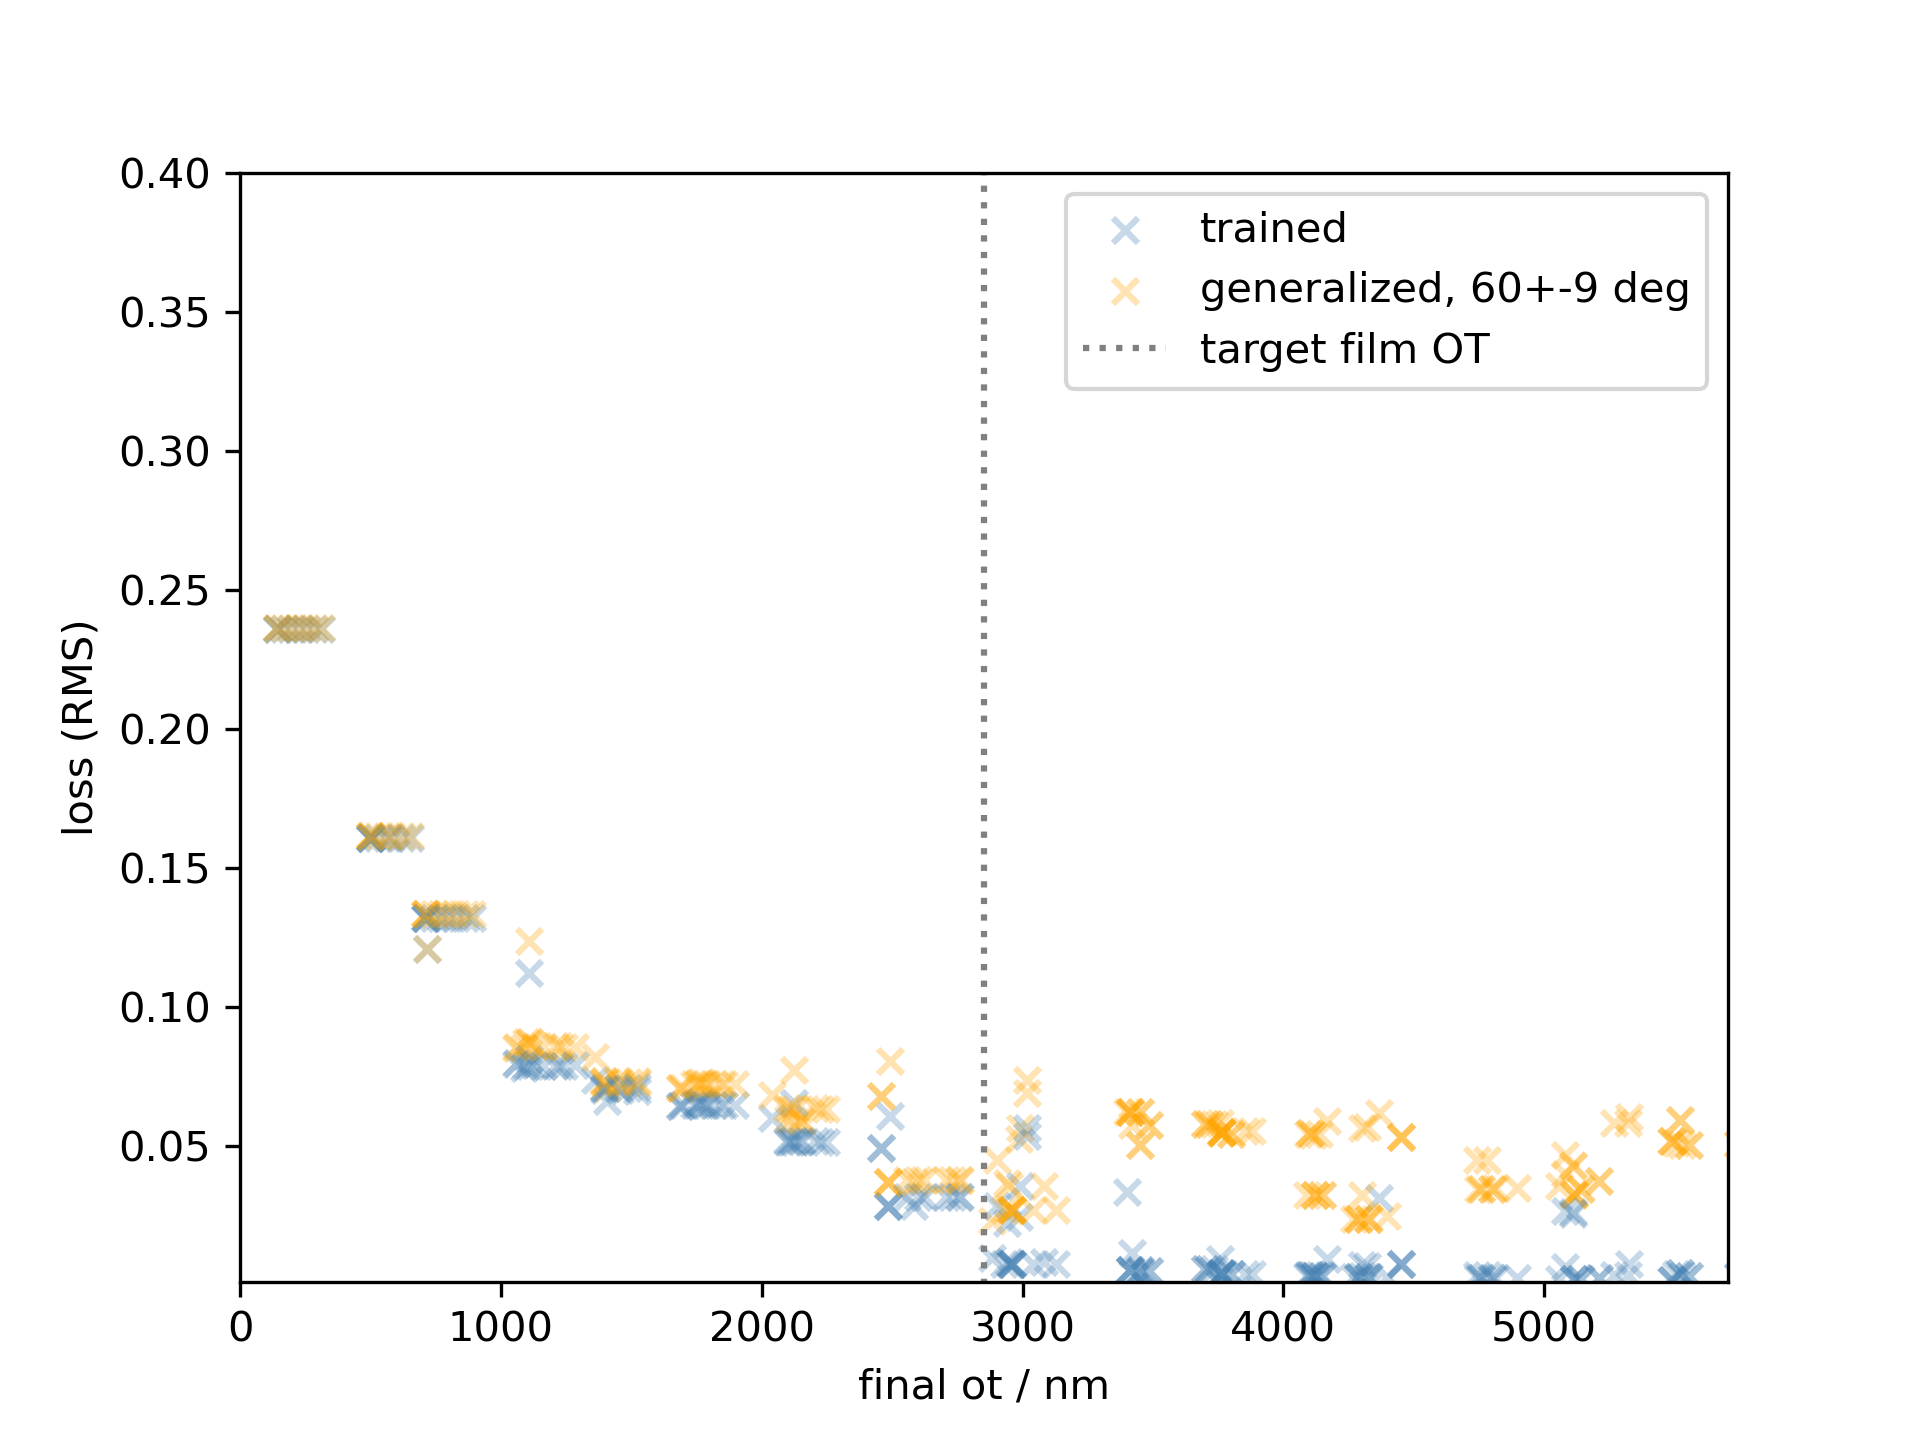 0.40
0.35
0.30
0.25
0.20
0.15
0.10
0.05
loss (RMS)
trained
generalized, 60+-9 deg
target film OT
0 1000 2000 3000 4000 5000
final ot / nm